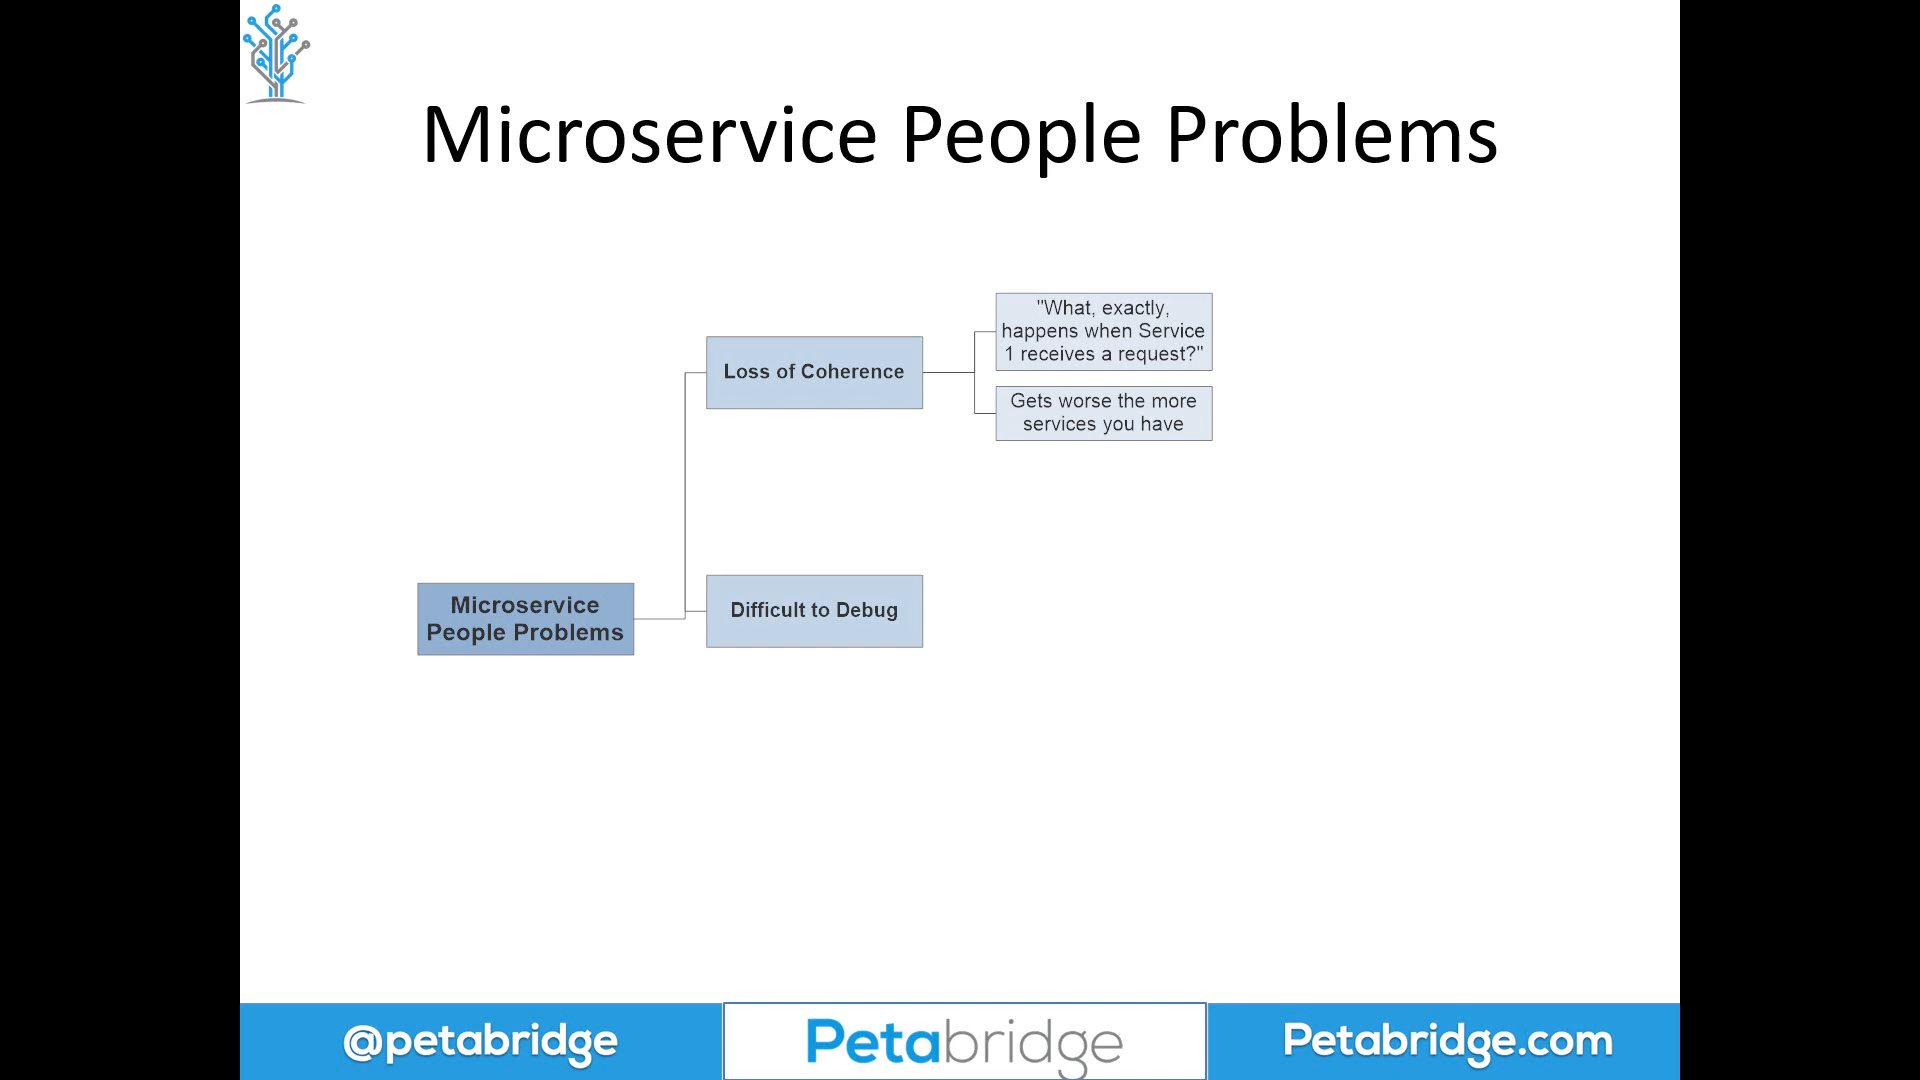 Microservice People Problems
"What, exactly,
happens when Service
1 receives a request?"
Loss of Coherence
Gets worse the more
services you have
Microservice
People Problems
Difficult to Debug
@petabridge
Petabridge
Petabridge.com